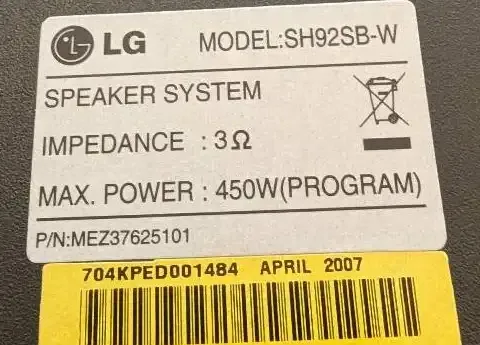 LG MODEL:SH92SB-W
SPEAKER SYSTEM
IMPEDANCE : 3Ω
MAX. POWER : 450W(PROGRAM)
P/N:MEZ37625101
704KPED001484 APRIL 2007